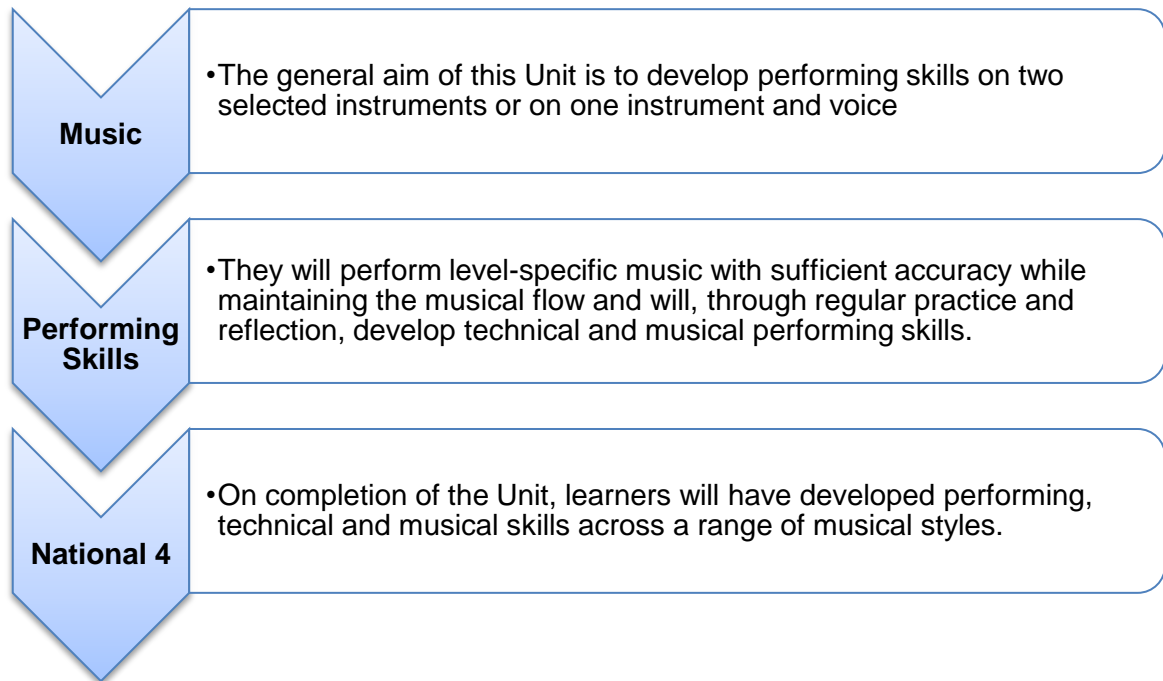 Music
•The general aim of this Unit is to develop performing skills on two
selected instruments or on one instrument and voice
Performing
Skills
•They will perform level-specific music with sufficient accuracy while
maintaining the musical flow and will, through regular practice and
reflection, develop technical and musical performing skills.
National 4
•On completion of the Unit, learners will have developed performing,
technical and musical skills across a range of musical styles.